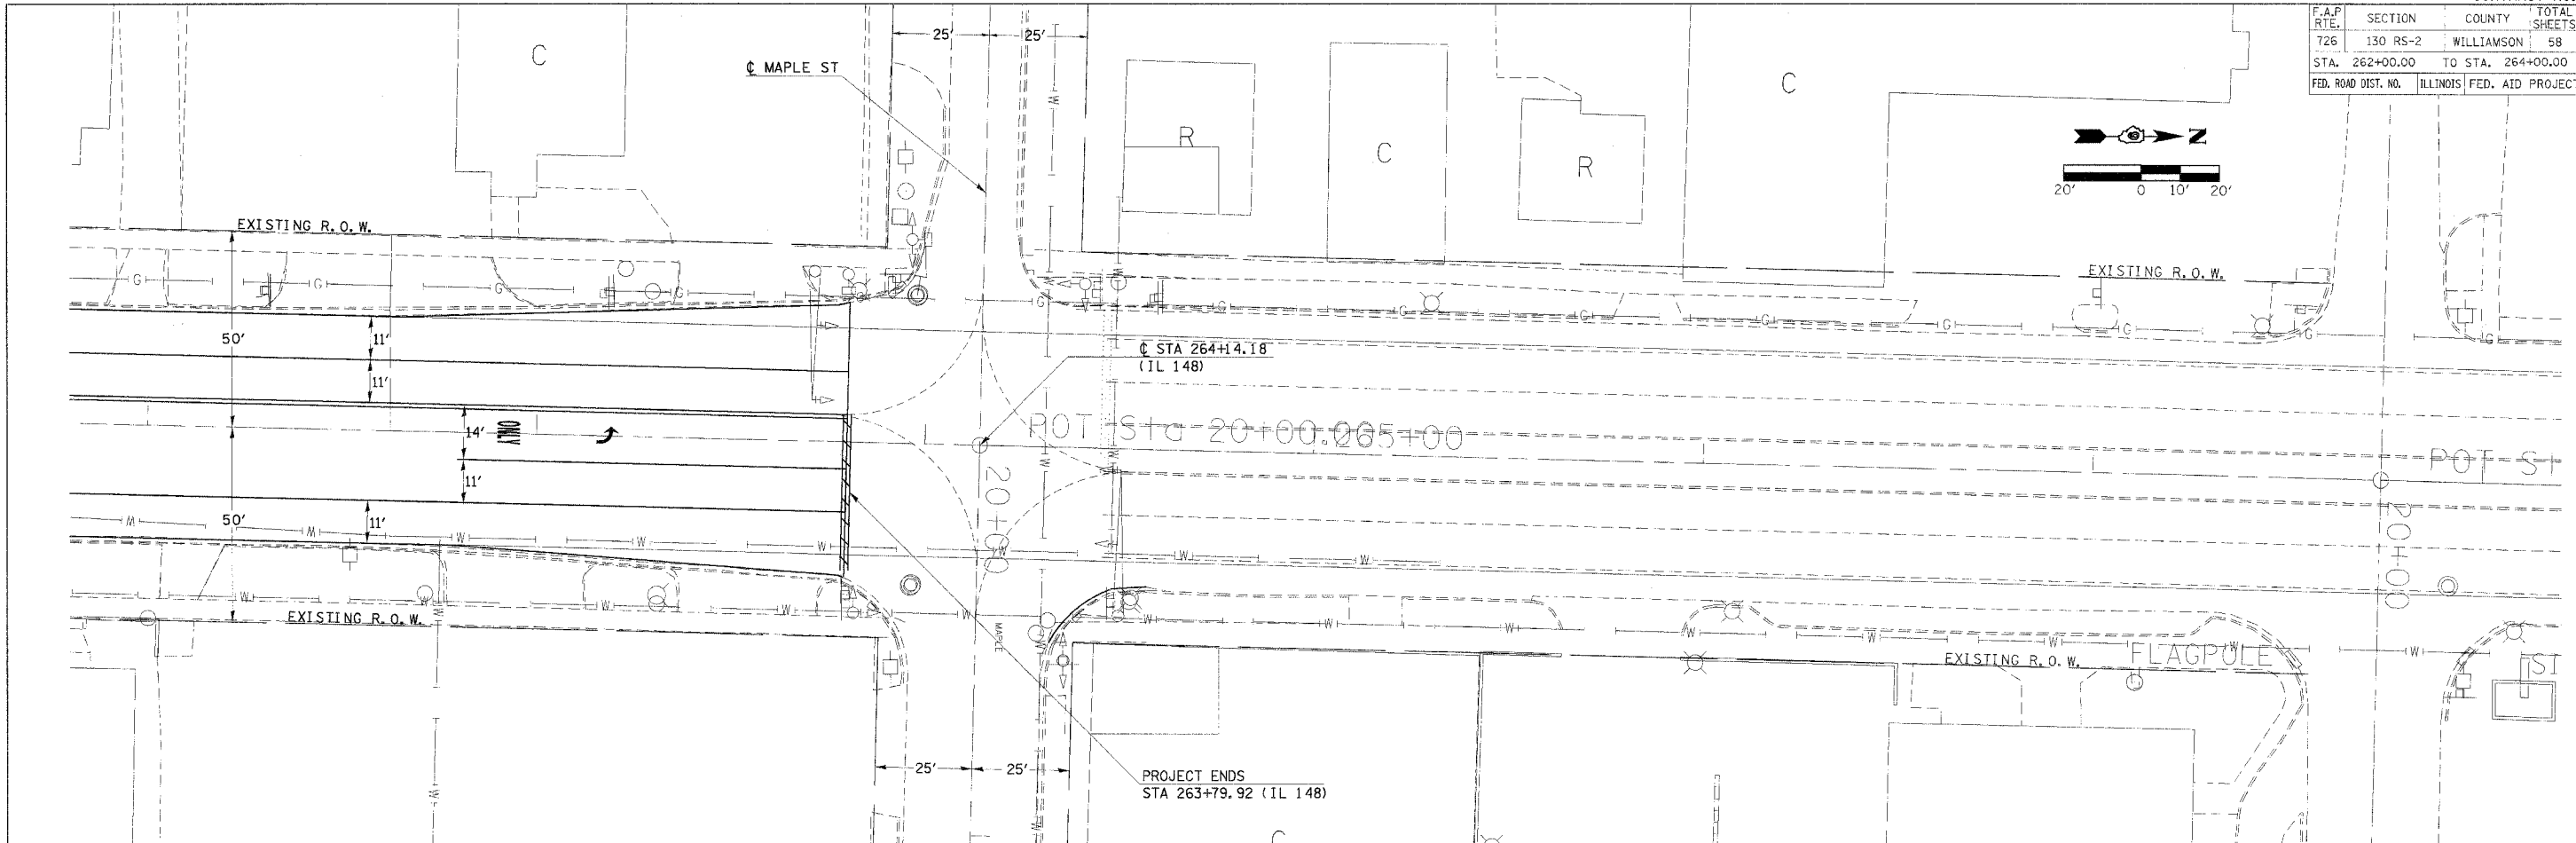 F.A.P RTE. SECTION COUNTY TOTAL SHEETS
726 130 RS-2 WILLIAMSON 58
STA. 262+00.00 TO STA. 264+00.00
FED. ROAD DIST. NO. ILLINOIS FED. AID PROJECT
25' 25'
C
℄ MAPLE ST
C
R
C
R
N
20' 0 10' 20'
EXISTING R.O.W.
EXISTING R.O.W.
G G G G G G G G G G G G G
50'
11'
11'
℄ STA 264+14.18
(IL 148)
14'
ONLY
11'
POT Sta 20+00.00
265+00
POT St
20+00
20+00
50'
11'
W W W W W W W W
W W W W W W W W W W W W
EXISTING R.O.W.
MAPLE
EXISTING R.O.W.
FLAGPOLE
SI
25' 25'
PROJECT ENDS
STA 263+79.92 (IL 148)
C